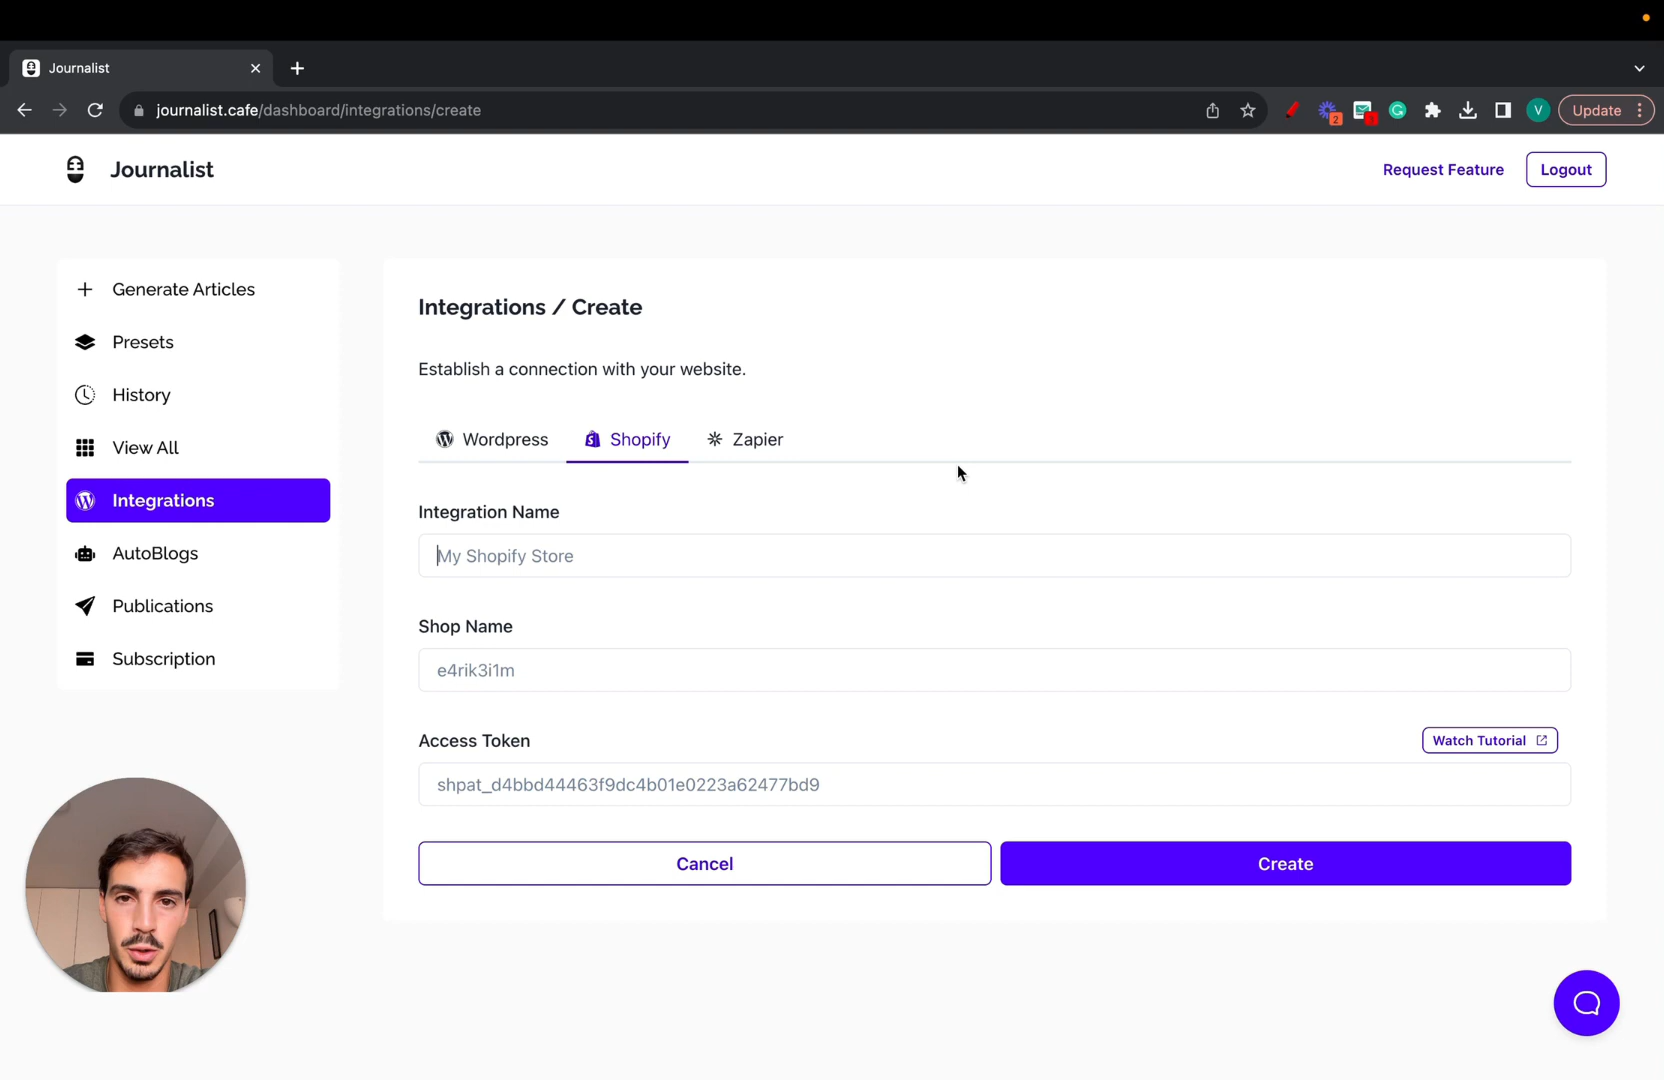 Journalist
journalist.cafe/dashboard/integrations/create
2
1
V
Update
Journalist
Request Feature
Logout
Generate Articles
Presets
History
View All
Integrations
AutoBlogs
Publications
Subscription
Integrations / Create
Establish a connection with your website.
Wordpress
Shopify
Zapier
Integration Name
My Shopify Store
Shop Name
e4rik3i1m
Access Token
Watch Tutorial
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
Cancel
Create